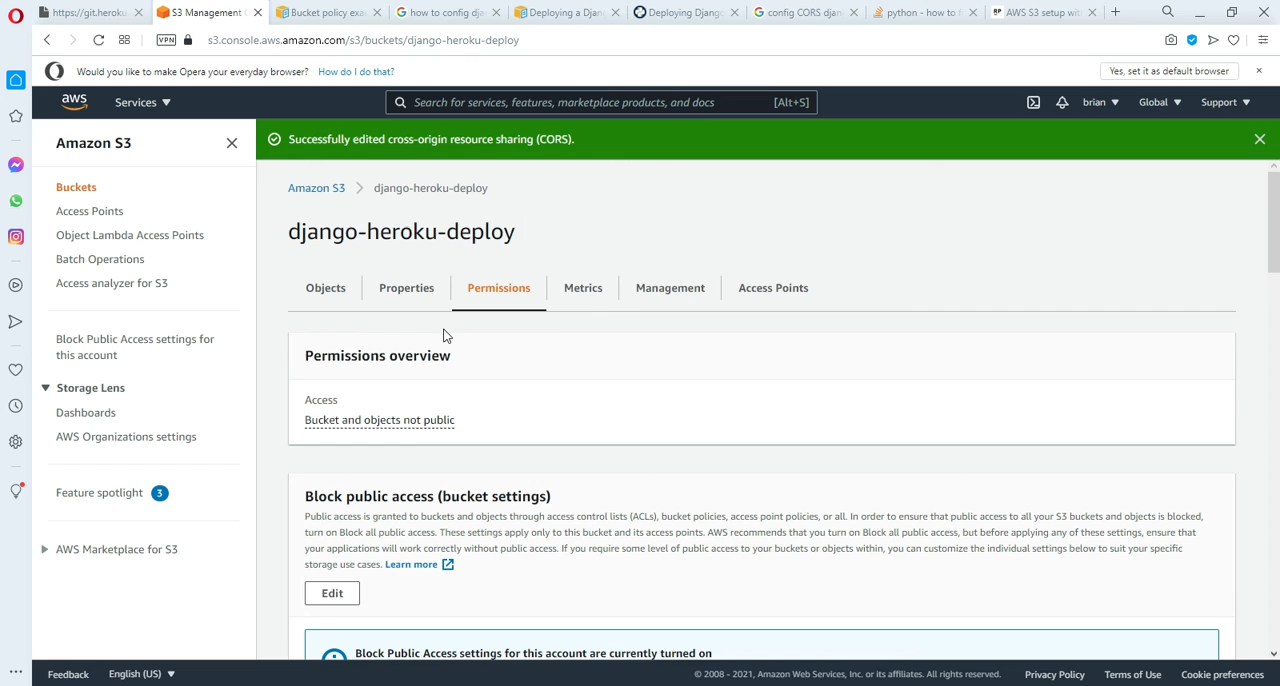 https://git.heroku
S3 Management C
Bucket policy exa
how to config dja
Deploying a Djan
Deploying Django
config CORS djan
python - how to f
AWS S3 setup wit
VPN
s3.console.aws.amazon.com/s3/buckets/django-heroku-deploy
Would you like to make Opera your everyday browser? How do I do that?
Yes, set it as default browser
aws
Services
Search for services, features, marketplace products, and docs
[Alt+S]
brian
Global
Support
Amazon S3
Successfully edited cross-origin resource sharing (CORS).
Buckets
Access Points
Object Lambda Access Points
Batch Operations
Access analyzer for S3
Block Public Access settings for
this account
Storage Lens
Dashboards
AWS Organizations settings
Feature spotlight 3
AWS Marketplace for S3
Amazon S3 > django-heroku-deploy
django-heroku-deploy
Objects
Properties
Permissions
Metrics
Management
Access Points
Permissions overview
Access
Bucket and objects not public
Block public access (bucket settings)
Public access is granted to buckets and objects through access control lists (ACLs), bucket policies, access point policies, or all. In order to ensure that public access to all your S3 buckets and objects is blocked,
turn on Block all public access. These settings apply only to this bucket and its access points. AWS recommends that you turn on Block all public access, but before applying any of these settings, ensure that
your applications will work correctly without public access. If you require some level of public access to your buckets or objects within, you can customize the individual settings below to suit your specific
storage use cases. Learn more
Edit
Block Public Access settings for this account are currently turned on
Feedback
English (US)
© 2008 - 2021, Amazon Web Services, Inc. or its affiliates. All rights reserved.
Privacy Policy
Terms of Use
Cookie preferences